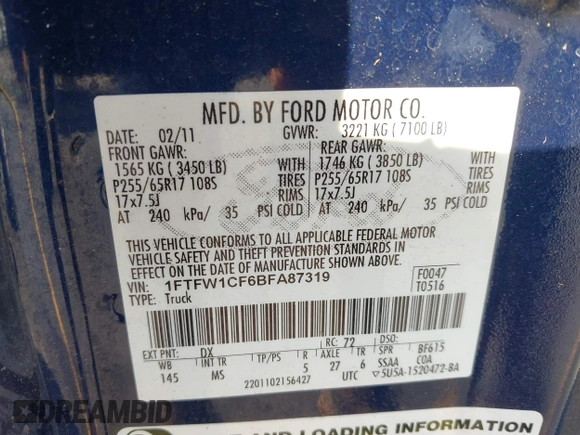 MFD. BY FORD MOTOR CO.
DATE: 02/11 GVWR: 3221 KG ( 7100 LB)
FRONT GAWR: REAR GAWR:
1565 KG ( 3450 LB) WITH 1746 KG ( 3850 LB) WITH
P255/65R17 108S TIRES P255/65R17 108S TIRES
17x7.5J RIMS 17x7.5J RIMS
AT 240 kPa/ 35 PSI COLD AT 240 kPa/ 35 PSI COLD
THIS VEHICLE CONFORMS TO ALL APPLICABLE FEDERAL MOTOR
VEHICLE SAFETY AND THEFT PREVENTION STANDARDS IN
EFFECT ON THE DATE OF MANUFACTURE SHOWN ABOVE.
VIN: 1FTFW1CF6BFA87319 F0047
TYPE: Truck T0516
EXT PNT: DX RC: 72 DSO:
WB INT TR TP/PS R AXLE TR SPR BF615
145 MS 5 27 6 SSAA COA
2201102156427 UTC ▽5U5A-1520472-BA
AND LOADING INFORMATION
DREAMBID